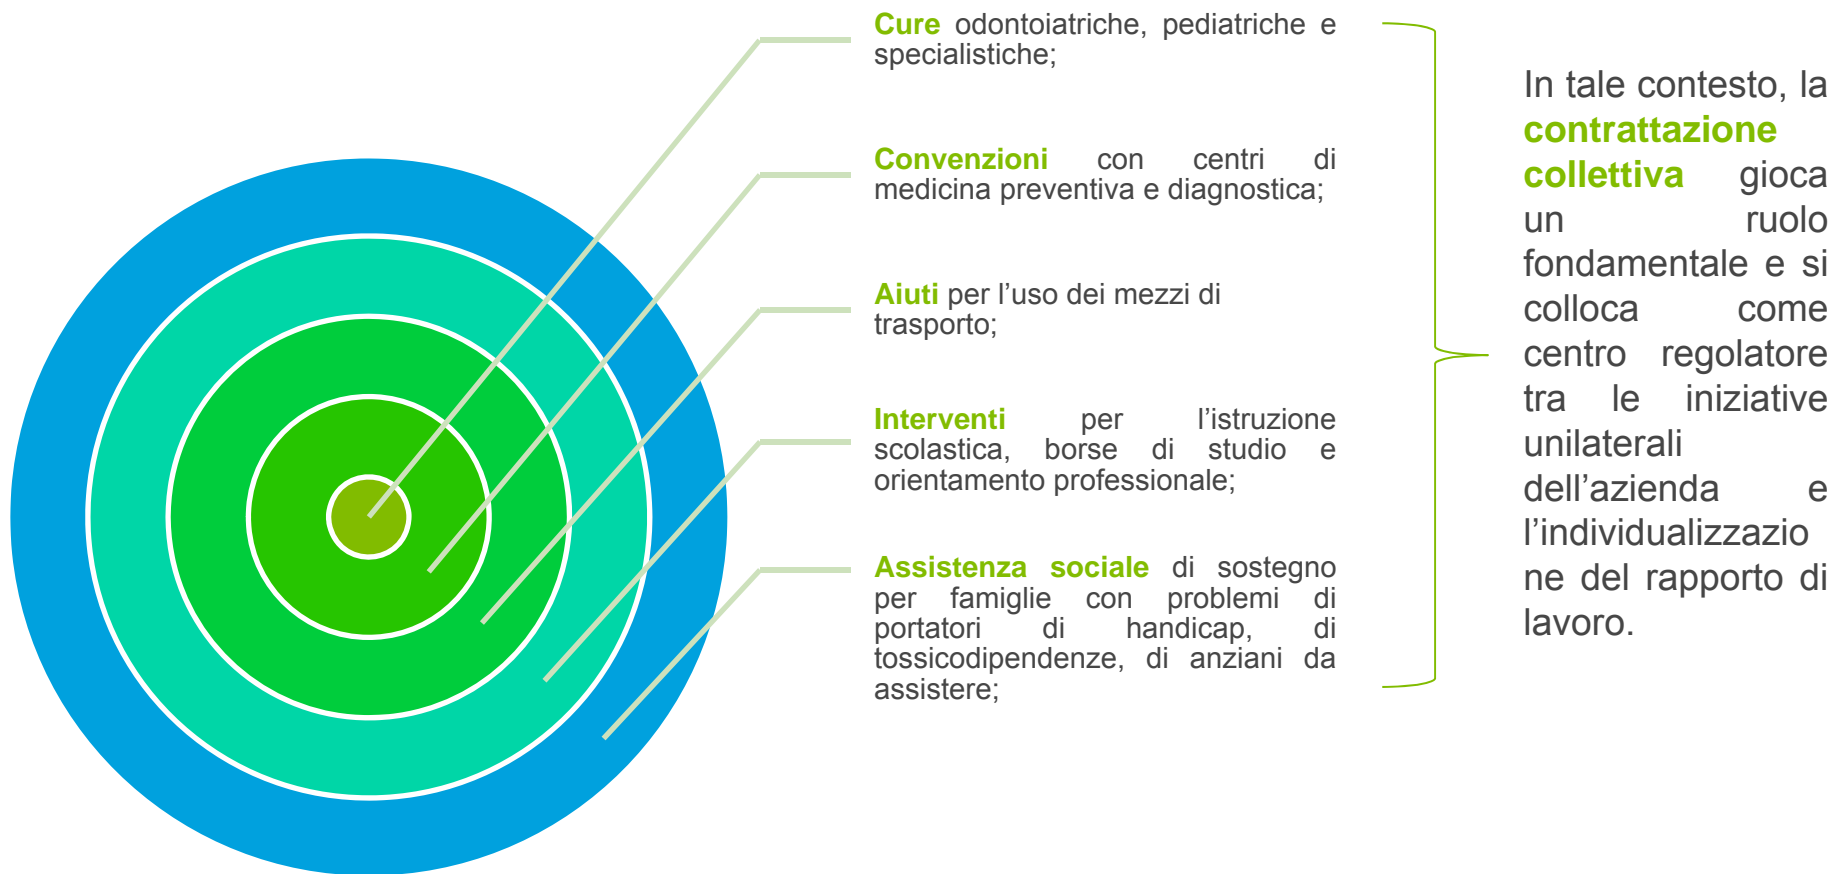 Cure odontoiatriche, pediatriche e
specialistiche;
Convenzioni con centri di
medicina preventiva e diagnostica;
Aiuti per l’uso dei mezzi di
trasporto;
Interventi per l’istruzione
scolastica, borse di studio e
orientamento professionale;
Assistenza sociale di sostegno
per famiglie con problemi di
portatori di handicap, di
tossicodipendenze, di anziani da
assistere;
In tale contesto, la
contrattazione
collettiva gioca
un ruolo
fondamentale e si
colloca come
centro regolatore
tra le iniziative
unilaterali
dell’azienda e
l’individualizzazio
ne del rapporto di
lavoro.